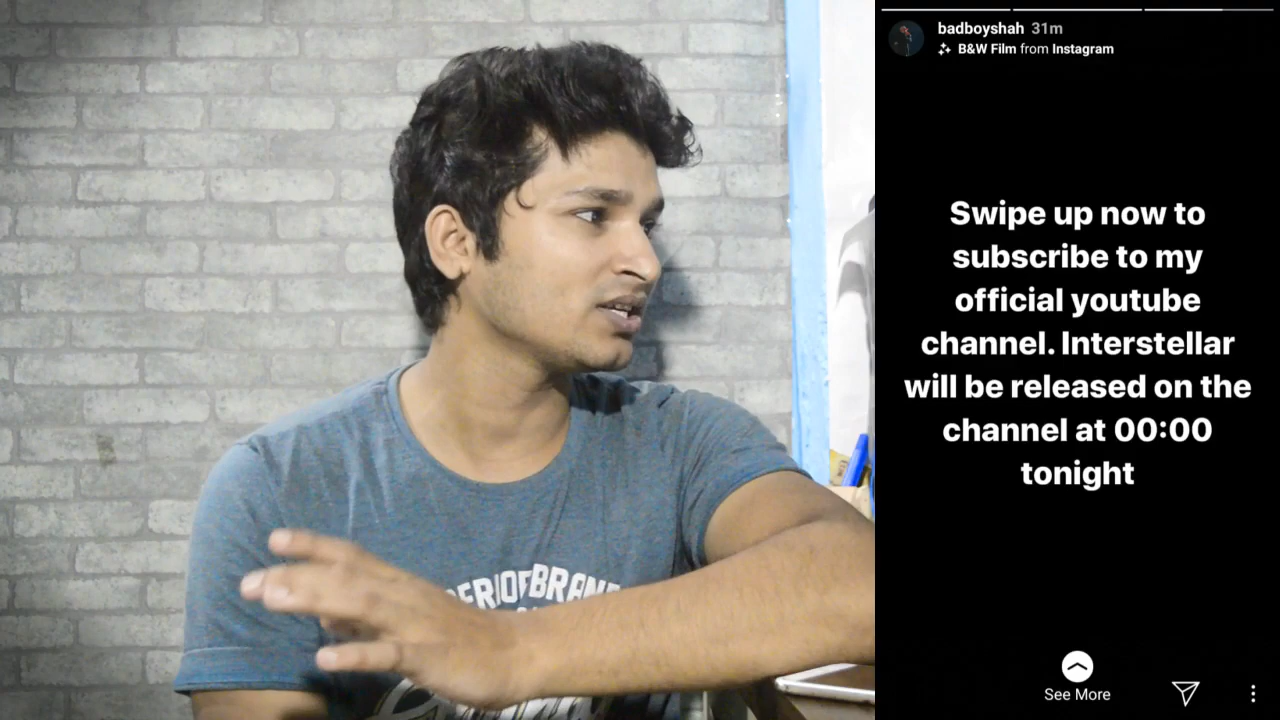 badboyshah 31m
B&W Film from Instagram
Swipe up now to
subscribe to my
official youtube
channel. Interstellar
will be released on the
channel at 00:00
tonight
See More